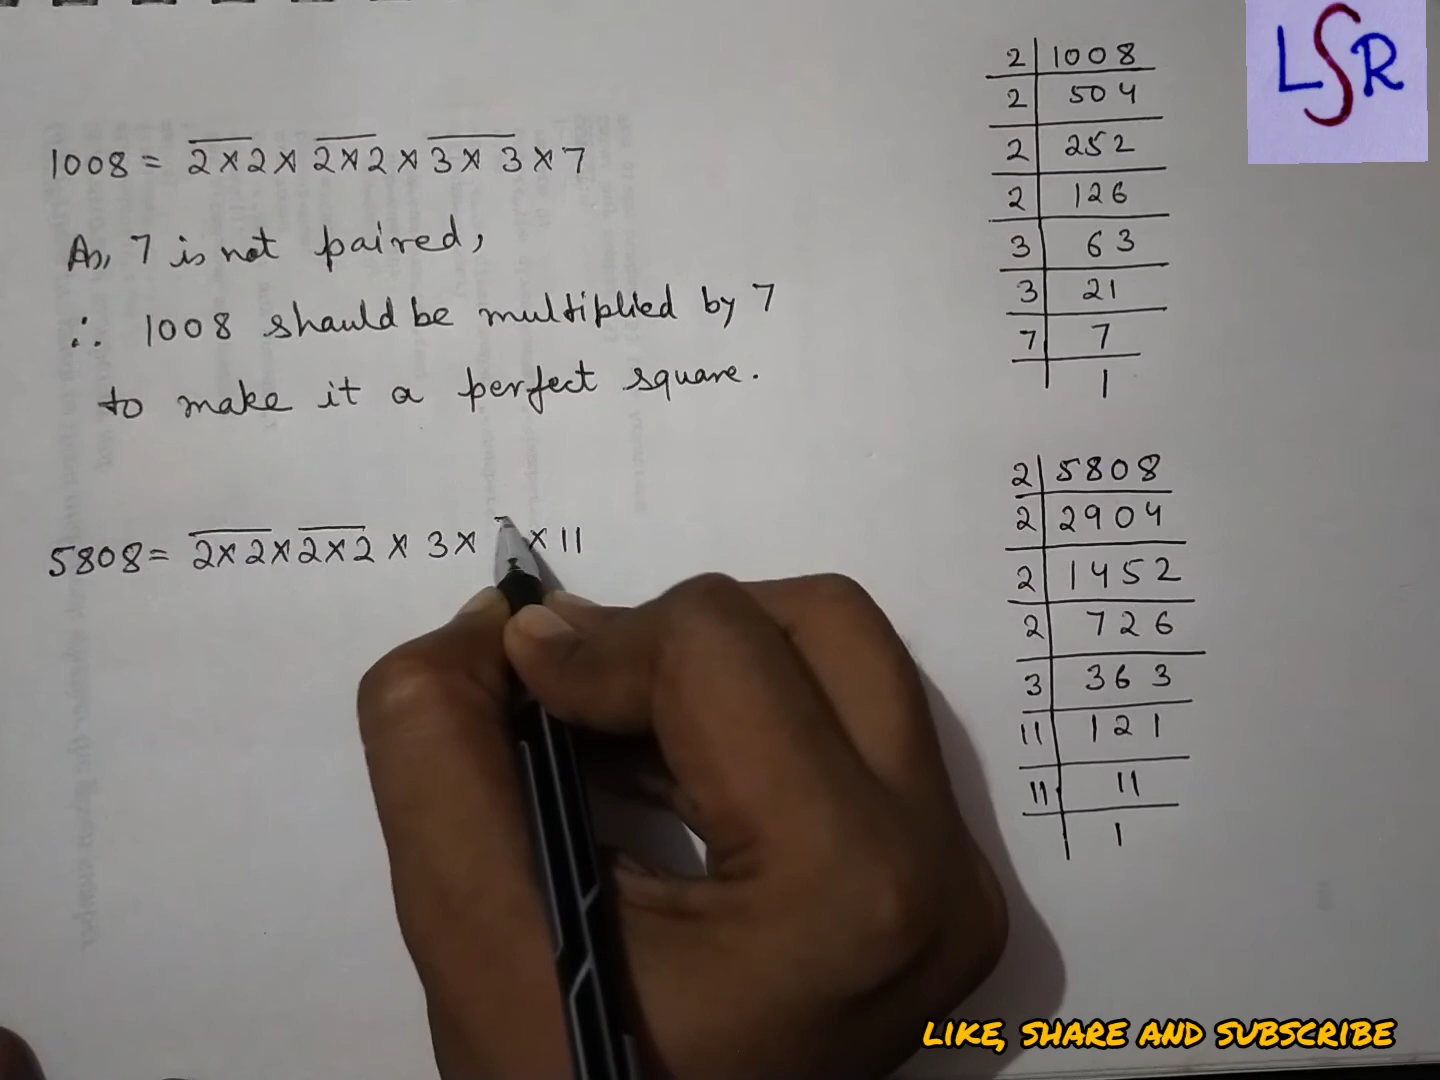 LSR
1008 = 2 × 2 × 2 × 2 × 3 × 3 × 7
As, 7 is not paired,
∴ 1008 should be multiplied by 7
to make it a perfect square.
5808 = 2 × 2 × 2 × 2 × 3 × × 11
2 | 1008
2 | 504
2 | 252
2 | 126
3 | 63
3 | 21
7 | 7
| 1
2 | 5808
2 | 2904
2 | 1452
2 | 726
3 | 363
11 | 121
11 | 11
| 1
LIKE, SHARE AND SUBSCRIBE